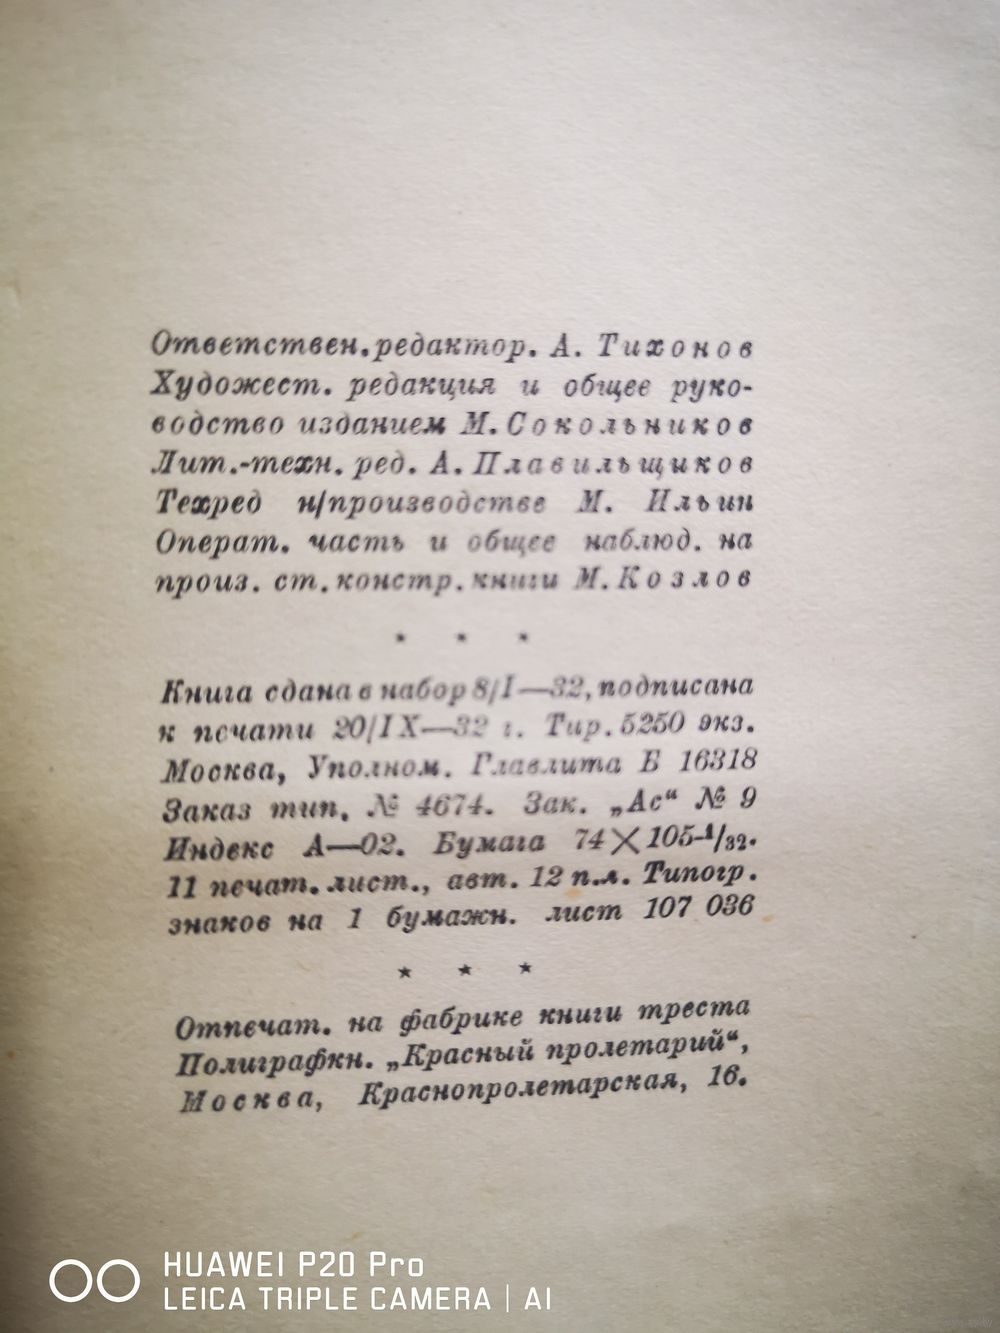 Ответствен. редактор. А. Тихонов
Художест. редакция и общее руко-
водство изданием М. Сокольников
Лит.-техн. ред. А. Плавильщиков
Техред н/производстве М. Ильин
Операт. часть и общее наблюд. на
произ. ст. констр. книги М. Козлов
* * *
Книга сдана в набор 8/I—32, подписана
к печати 20/IX—32 г. Тир. 5250 экз.
Москва, Уполном. Главлита Б 16318
Заказ тип. № 4674. Зак. „Ас“ № 9
Индекс А—02. Бумага 74×105-1/32.
11 печат. лист., авт. 12 п.л. Типогр.
знаков на 1 бумажн. лист 107 036
* * *
Отпечат. на фабрике книги треста
Полиграфкн. „Красный пролетарий“,
Москва, Краснопролетарская, 16.
HUAWEI P20 Pro
LEICA TRIPLE CAMERA | AI